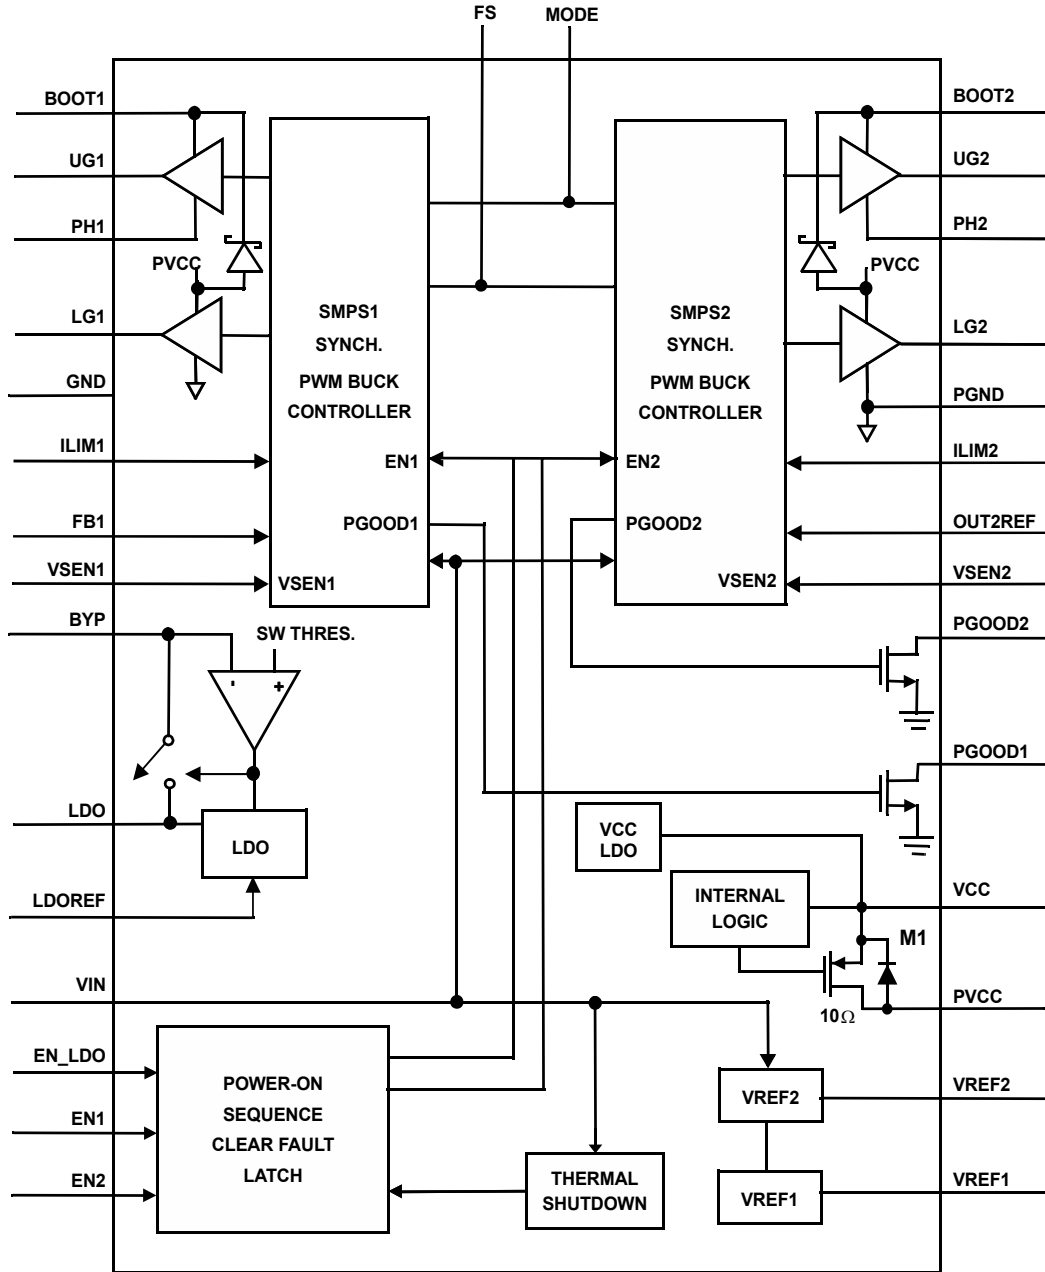 FS
MODE
BOOT1
UG1
PH1
PVCC
LG1
GND
ILIM1
FB1
VSEN1
BYP
LDO
LDOREF
VIN
EN_LDO
EN1
EN2
SMPS1
SYNCH.
PWM BUCK
CONTROLLER
EN1
PGOOD1
VSEN1
SMPS2
SYNCH.
PWM BUCK
CONTROLLER
EN2
PGOOD2
VSEN2
PVCC
SW THRES.
-
+
LDO
VCC
LDO
INTERNAL
LOGIC
M1
10Ω
POWER-ON
SEQUENCE
CLEAR FAULT
LATCH
THERMAL
SHUTDOWN
VREF2
VREF1
BOOT2
UG2
PH2
LG2
PGND
ILIM2
OUT2REF
VSEN2
PGOOD2
PGOOD1
VCC
PVCC
VREF2
VREF1